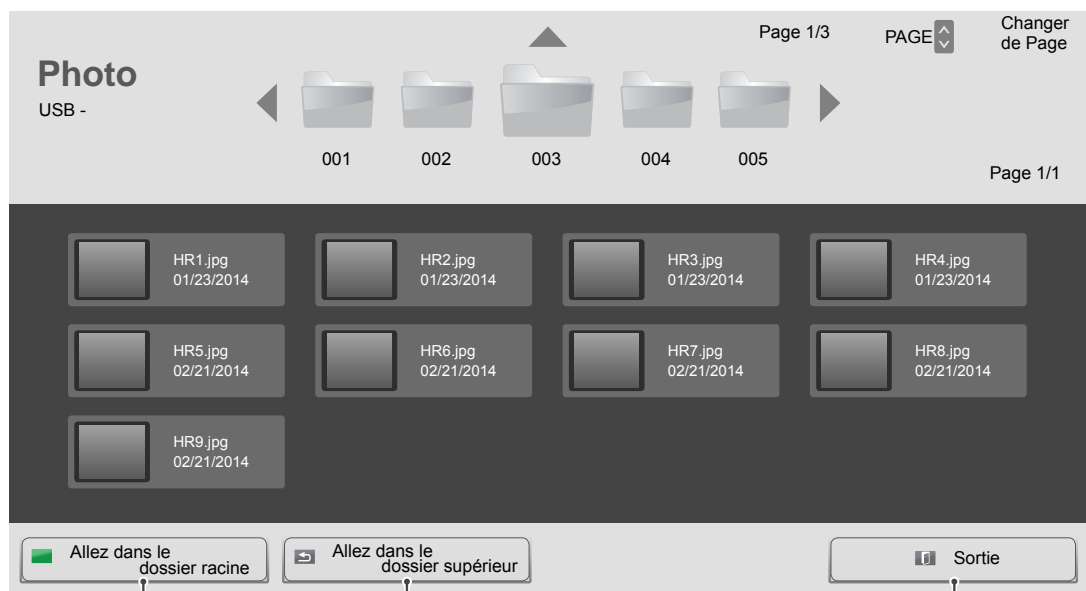 Page 1/3
PAGE
Changer
de Page
Photo
USB -
001
002
003
004
005
Page 1/1
HR1.jpg
01/23/2014
HR2.jpg
01/23/2014
HR3.jpg
01/23/2014
HR4.jpg
01/23/2014
HR5.jpg
02/21/2014
HR6.jpg
02/21/2014
HR7.jpg
02/21/2014
HR8.jpg
02/21/2014
HR9.jpg
02/21/2014
Allez dans le
dossier racine
Allez dans le
dossier supérieur
Sortie